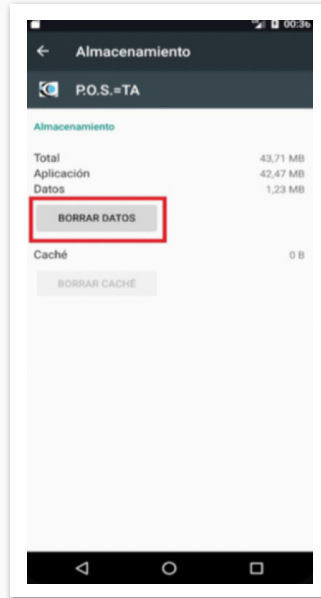 00:36
Almacenamiento
P.O.S.=TA
Almacenamiento
Total 43,71 MB
Aplicación 42,47 MB
Datos 1,23 MB
BORRAR DATOS
Caché 0 B
BORRAR CACHÉ